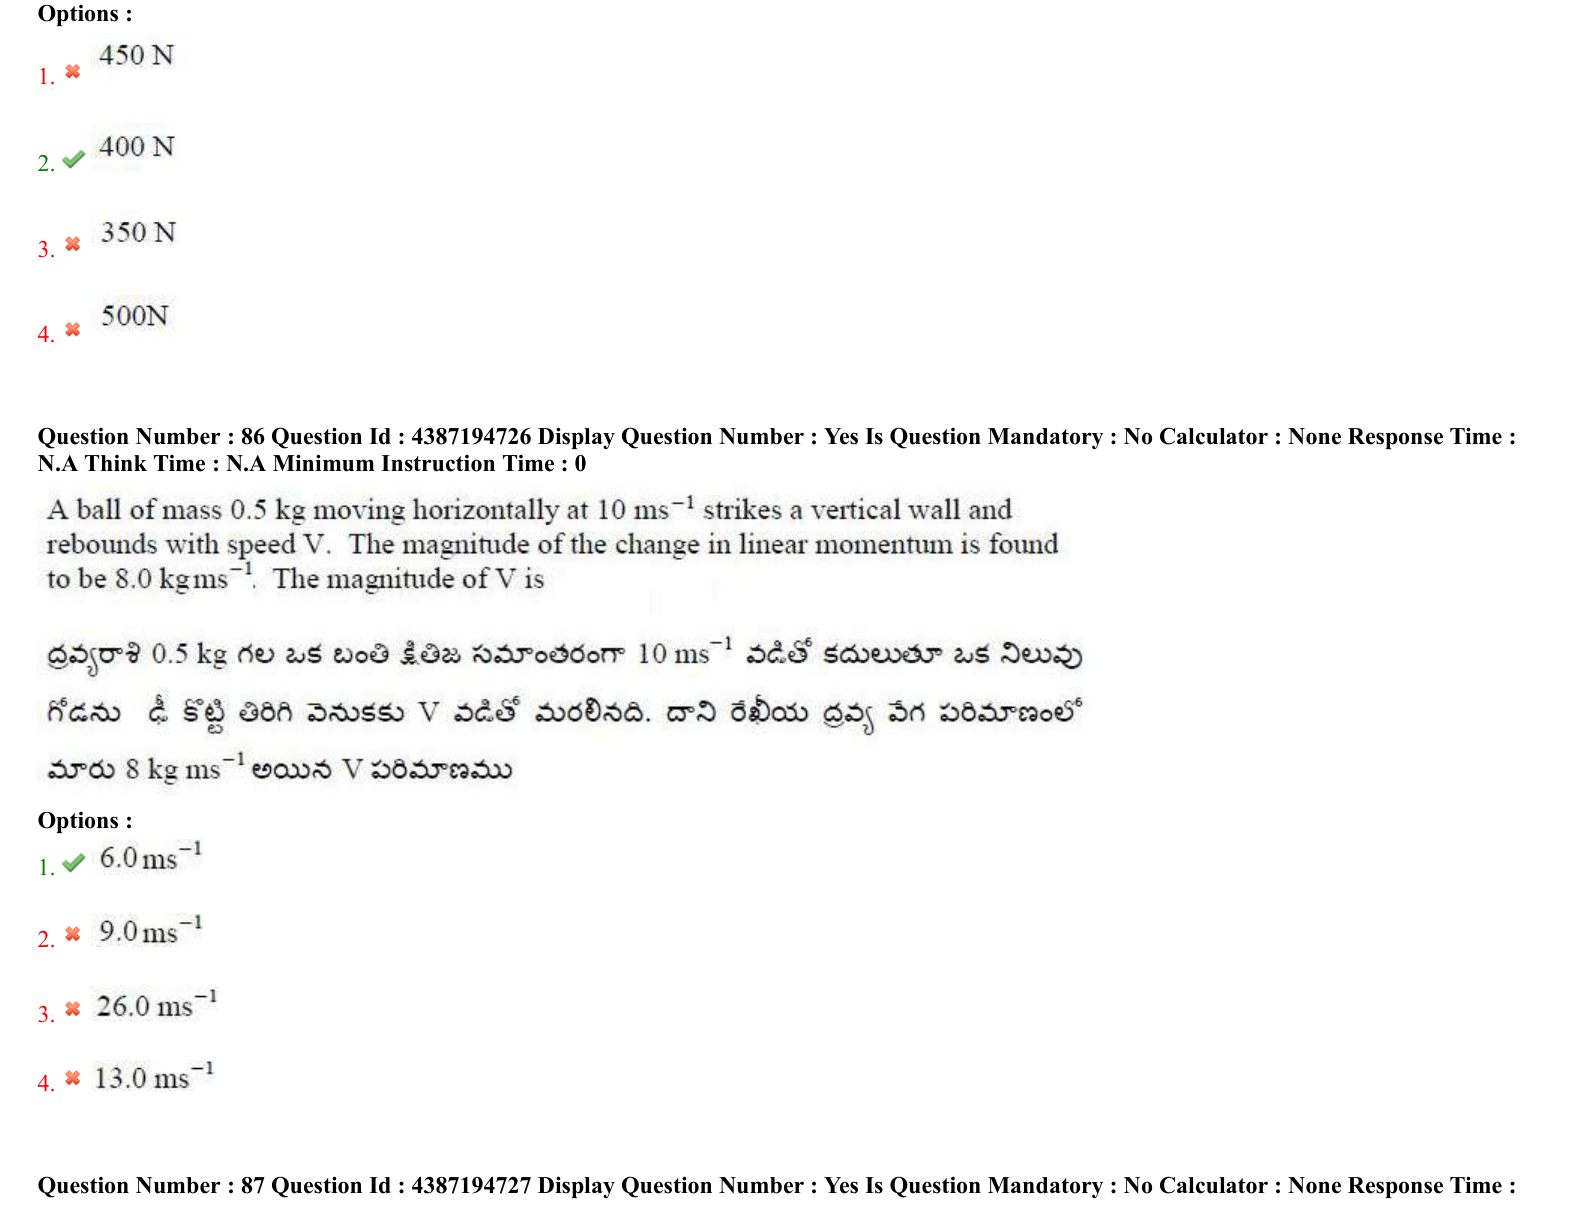 Options :
1. 450 N
2. 400 N
3. 350 N
4. 500N
Question Number : 86 Question Id : 4387194726 Display Question Number : Yes Is Question Mandatory : No Calculator : None Response Time :
N.A Think Time : N.A Minimum Instruction Time : 0
A ball of mass 0.5 kg moving horizontally at 10 ms⁻¹ strikes a vertical wall and
rebounds with speed V. The magnitude of the change in linear momentum is found
to be 8.0 kgms⁻¹. The magnitude of V is
ద్రవ్యరాశి 0.5 kg గల ఒక బంతి క్షితిజ సమాంతరంగా 10 ms⁻¹ వడితో కదులుతూ ఒక నిలువు
గోడను ఢీ కొట్టి తిరిగి వెనుకకు V వడితో మరలినది. దాని రేఖీయ ద్రవ్య వేగ పరిమాణంలో
మారు 8 kg ms⁻¹ అయిన V పరిమాణము
Options :
1. 6.0 ms⁻¹
2. 9.0 ms⁻¹
3. 26.0 ms⁻¹
4. 13.0 ms⁻¹
Question Number : 87 Question Id : 4387194727 Display Question Number : Yes Is Question Mandatory : No Calculator : None Response Time :